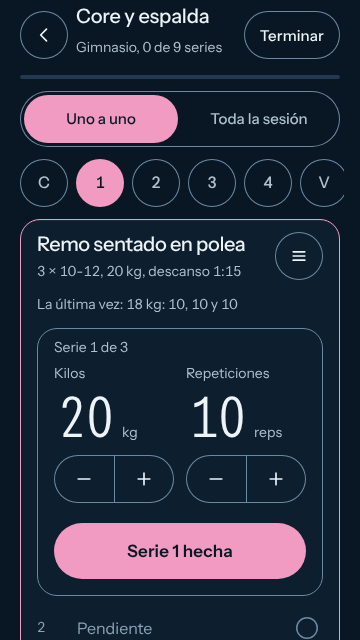 Core y espalda
Gimnasio, 0 de 9 series
Terminar
Uno a uno
Toda la sesión
C
1
2
3
4
V
Remo sentado en polea
3 × 10-12, 20 kg, descanso 1:15
La última vez: 18 kg: 10, 10 y 10
Serie 1 de 3
Kilos
Repeticiones
20 kg
10 reps
− +
− +
Serie 1 hecha
2 Pendiente